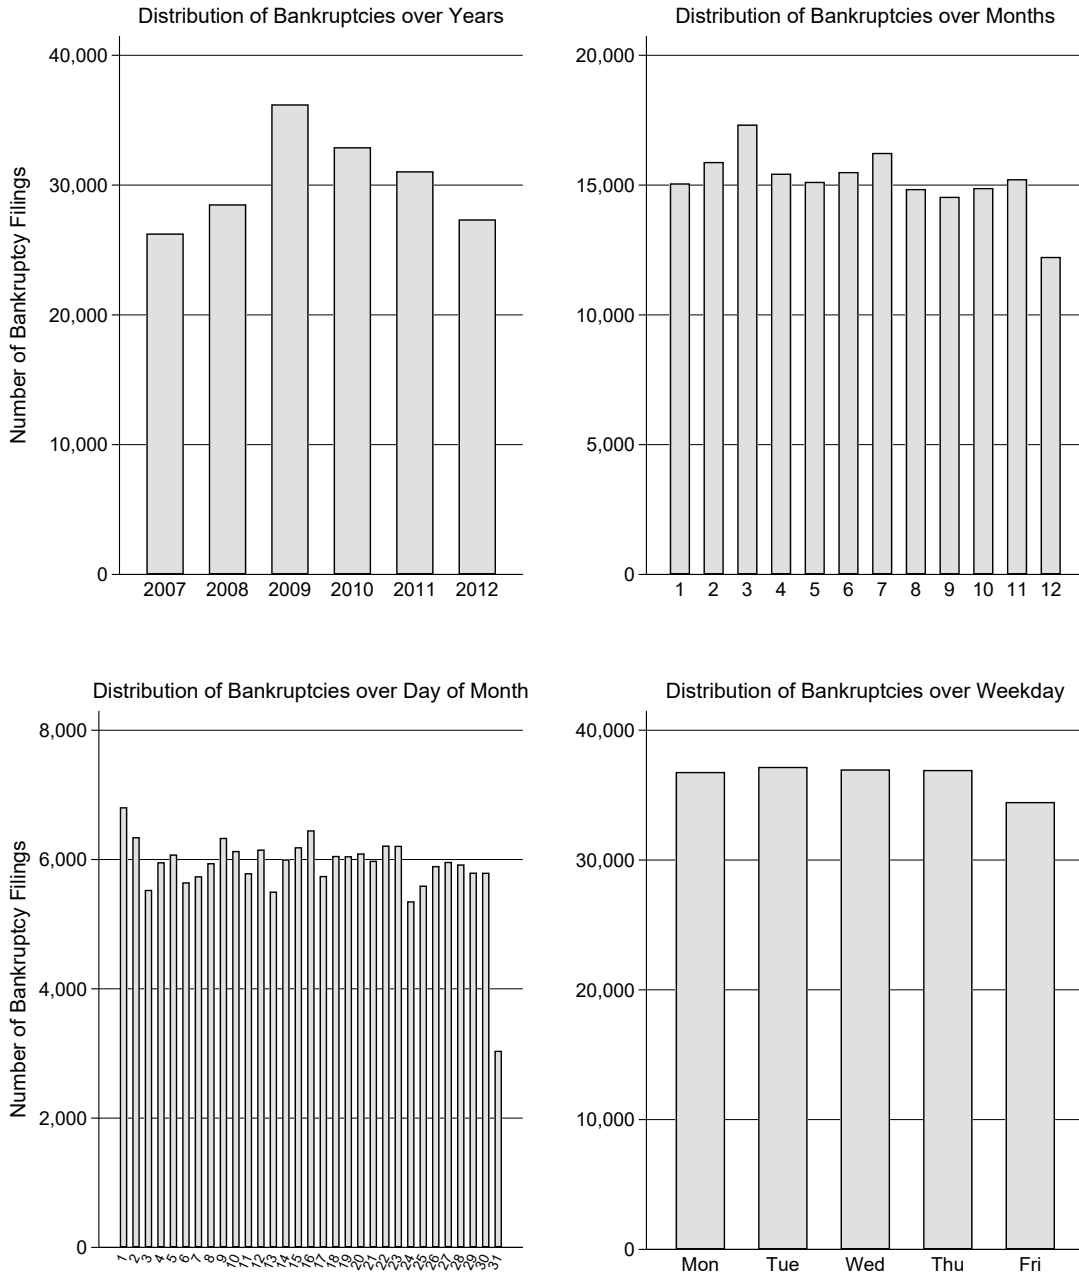 Distribution of Bankruptcies over Years
40,000
30,000
20,000
10,000
0
2007 2008 2009 2010 2011 2012
Number of Bankruptcy Filings
Distribution of Bankruptcies over Months
20,000
15,000
10,000
5,000
0
1 2 3 4 5 6 7 8 9 10 11 12
Distribution of Bankruptcies over Day of Month
8,000
6,000
4,000
2,000
0
1 2 3 4 5 6 7 8 9 10 11 12 13 14 15 16 17 18 19 20 21 22 23 24 25 26 27 28 29 30 31
Number of Bankruptcy Filings
Distribution of Bankruptcies over Weekday
40,000
30,000
20,000
10,000
0
Mon Tue Wed Thu Fri